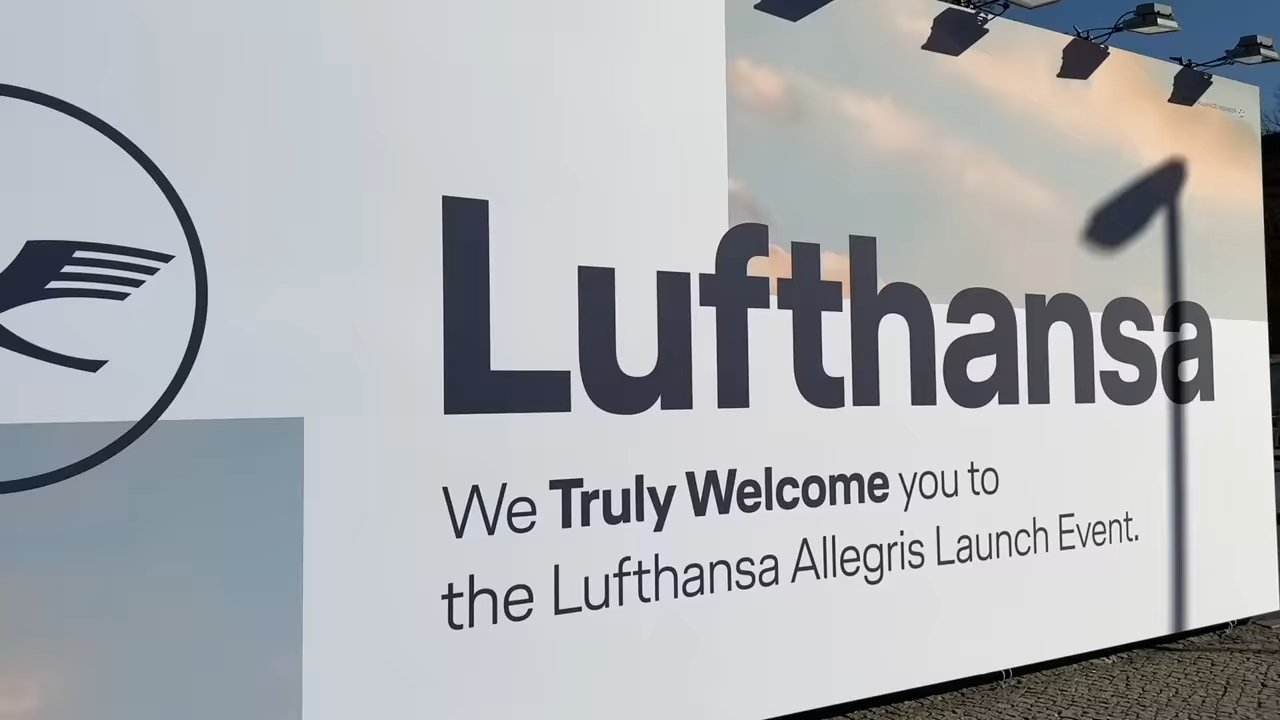 Lufthansa
We Truly Welcome you to
the Lufthansa Allegris Launch Event.